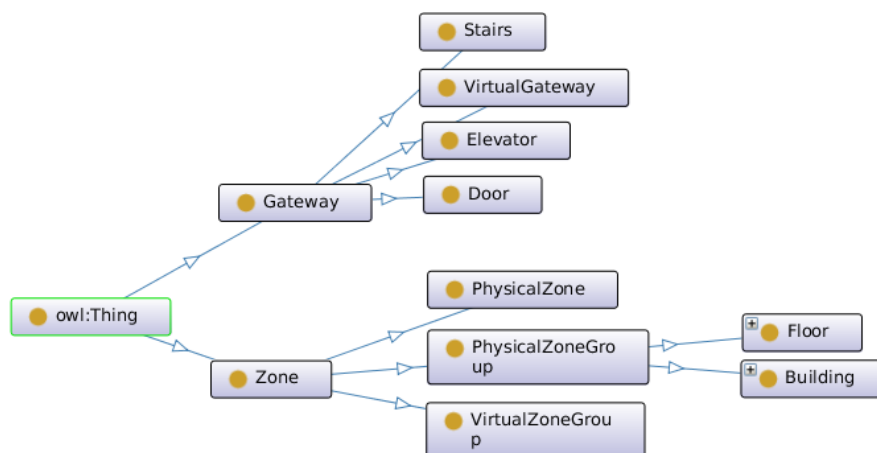 Stairs
VirtualGateway
Elevator
Door
Gateway
owl:Thing
Zone
PhysicalZone
PhysicalZoneGro
up
VirtualZoneGrou
p
Floor
Building